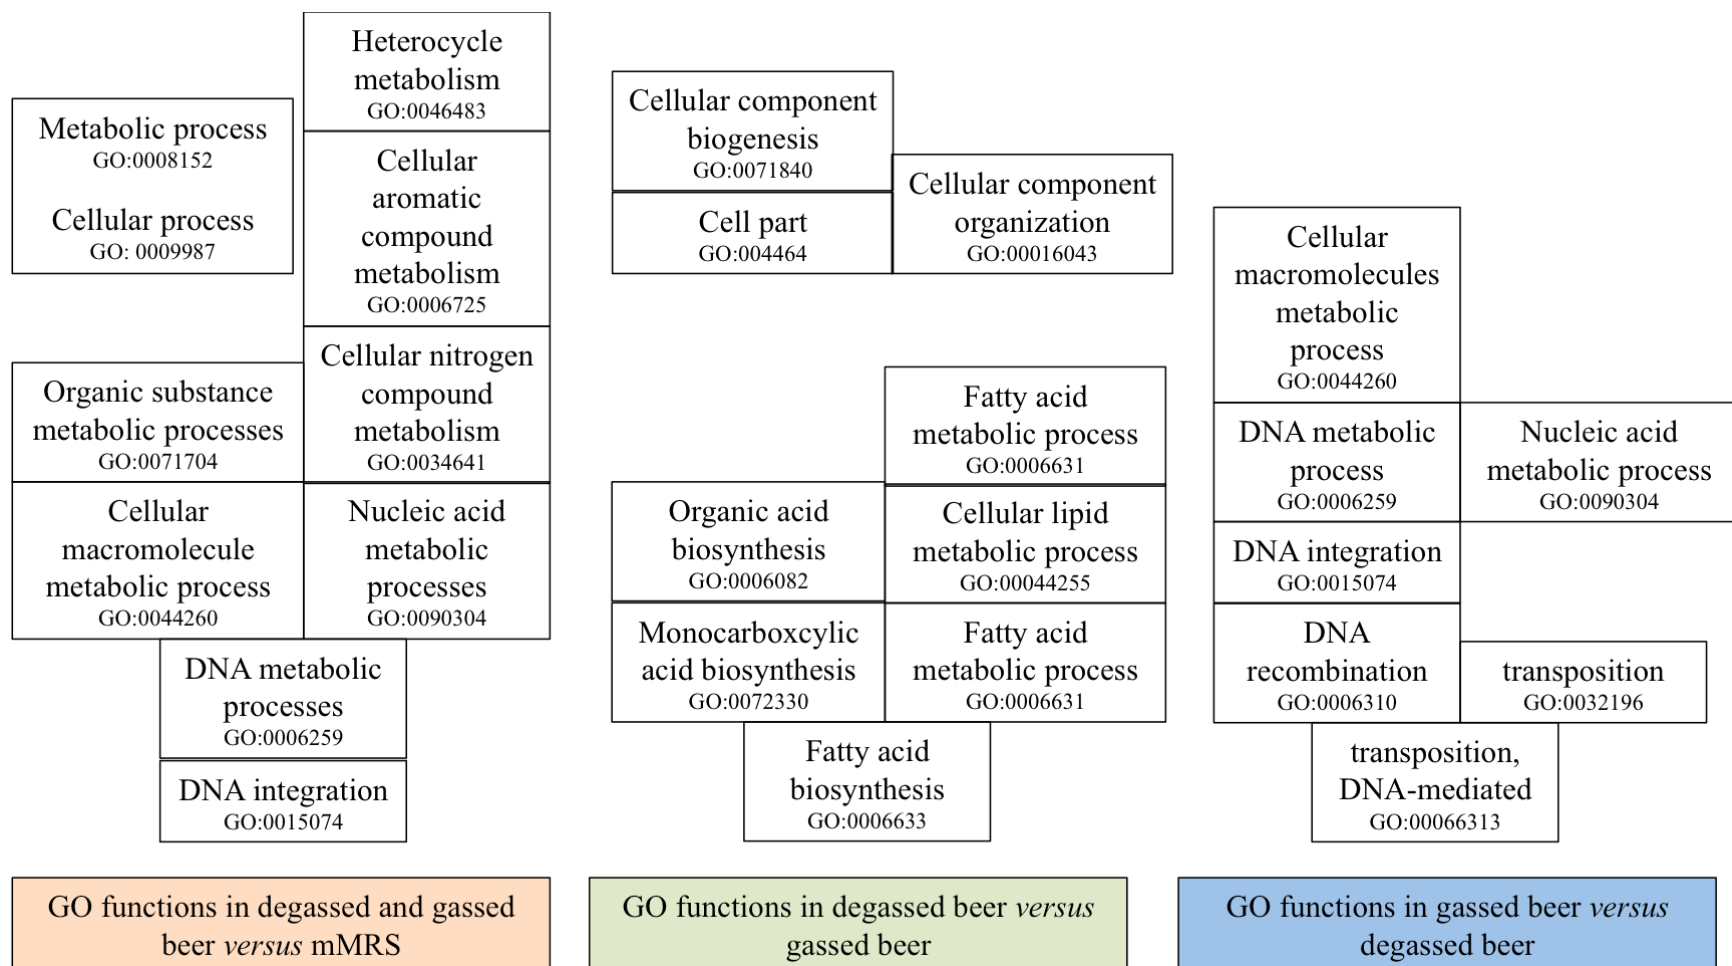 Metabolic process
GO:0008152
Cellular process
GO: 0009987
Heterocycle
metabolism
GO:0046483
Cellular
aromatic
compound
metabolism
GO:0006725
Cellular nitrogen
compound
metabolism
GO:0034641
Organic substance
metabolic processes
GO:0071704
Cellular
macromolecule
metabolic process
GO:0044260
Nucleic acid
metabolic
processes
GO:0090304
DNA metabolic
processes
GO:0006259
DNA integration
GO:0015074
GO functions in degassed and gassed
beer versus mMRS
Cellular component
biogenesis
GO:0071840
Cell part
GO:004464
Cellular component
organization
GO:00016043
Fatty acid
metabolic process
GO:0006631
Organic acid
biosynthesis
GO:0006082
Cellular lipid
metabolic process
GO:00044255
Monocarboxcylic
acid biosynthesis
GO:0072330
Fatty acid
metabolic process
GO:0006631
Fatty acid
biosynthesis
GO:0006633
GO functions in degassed beer versus
gassed beer
Cellular
macromolecules
metabolic
process
GO:0044260
DNA metabolic
process
GO:0006259
Nucleic acid
metabolic process
GO:0090304
DNA integration
GO:0015074
DNA
recombination
GO:0006310
transposition
GO:0032196
transposition,
DNA-mediated
GO:00066313
GO functions in gassed beer versus
degassed beer